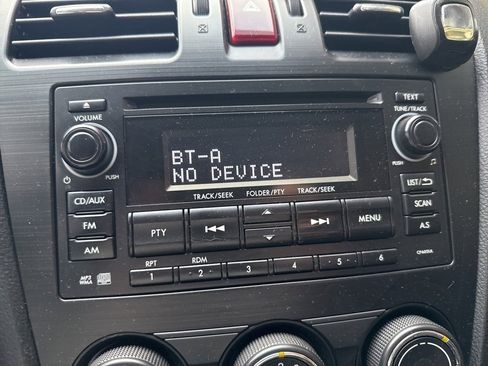 TEXT
VOLUME
TUNE/TRACK
BT-A
NO DEVICE
PUSH
PUSH
TRACK/SEEK FOLDER/PTY TRACK/SEEK
CD/AUX
LIST/
FM
PTY
MENU
SCAN
AM
A.S
RPT RDM
1 2 3 4 5 6
MP3
WMA